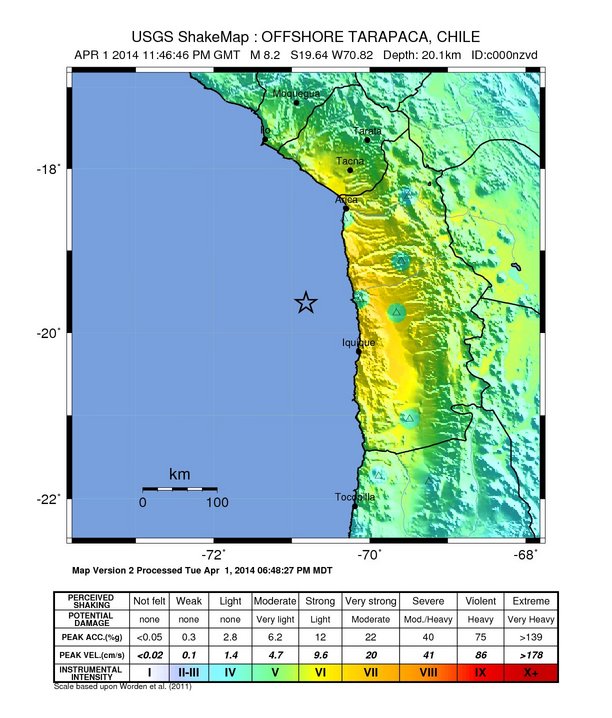 USGS ShakeMap : OFFSHORE TARAPACA, CHILE
APR 1 2014 11:46:46 PM GMT M 8.2 S19.64 W70.82 Depth: 20.1km ID:c000nzvd
Moquegua
Ilo
Tarata
-18˚
Tacna
Arica
-20˚
Iquique
km
0 100
-22˚
Tocopilla
-72˚ -70˚ -68˚
Map Version 2 Processed Tue Apr 1, 2014 06:48:27 PM MDT
PERCEIVED SHAKING Not felt Weak Light Moderate Strong Very strong Severe Violent Extreme
POTENTIAL DAMAGE none none none Very light Light Moderate Mod./Heavy Heavy Very Heavy
PEAK ACC.(%g) <0.05 0.3 2.8 6.2 12 22 40 75 >139
PEAK VEL.(cm/s) <0.02 0.1 1.4 4.7 9.6 20 41 86 >178
INSTRUMENTAL INTENSITY I II-III IV V VI VII VIII IX X+
Scale based upon Worden et al. (2011)